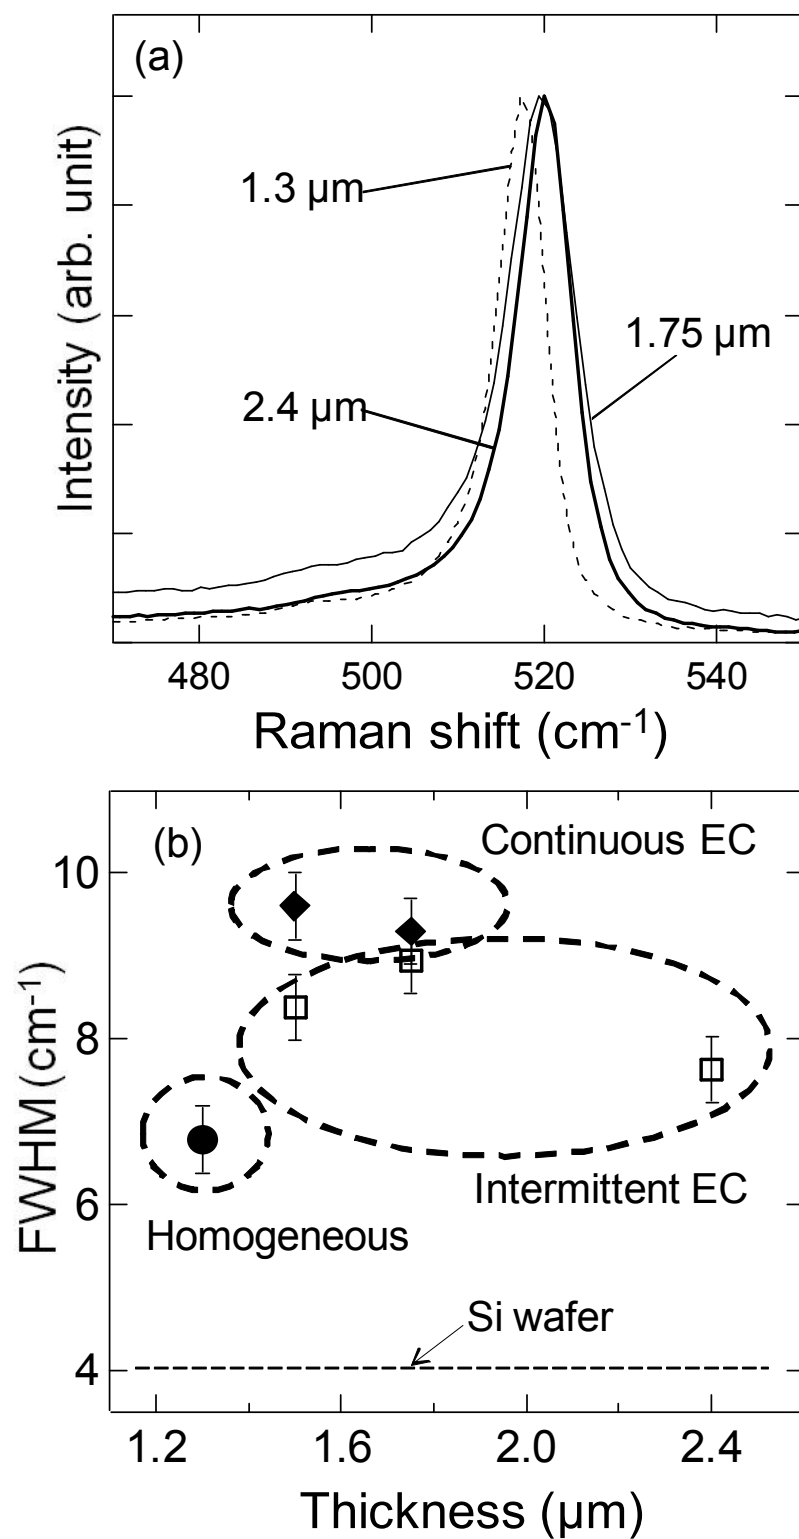 (a)
1.3 µm
1.75 µm
2.4 µm
Intensity (arb. unit)
480 500 520 540
Raman shift (cm-1)
(b)
Continuous EC
10
8
6
4
FWHM (cm-1)
Intermittent EC
Homogeneous
Si wafer
1.2 1.6 2.0 2.4
Thickness (µm)